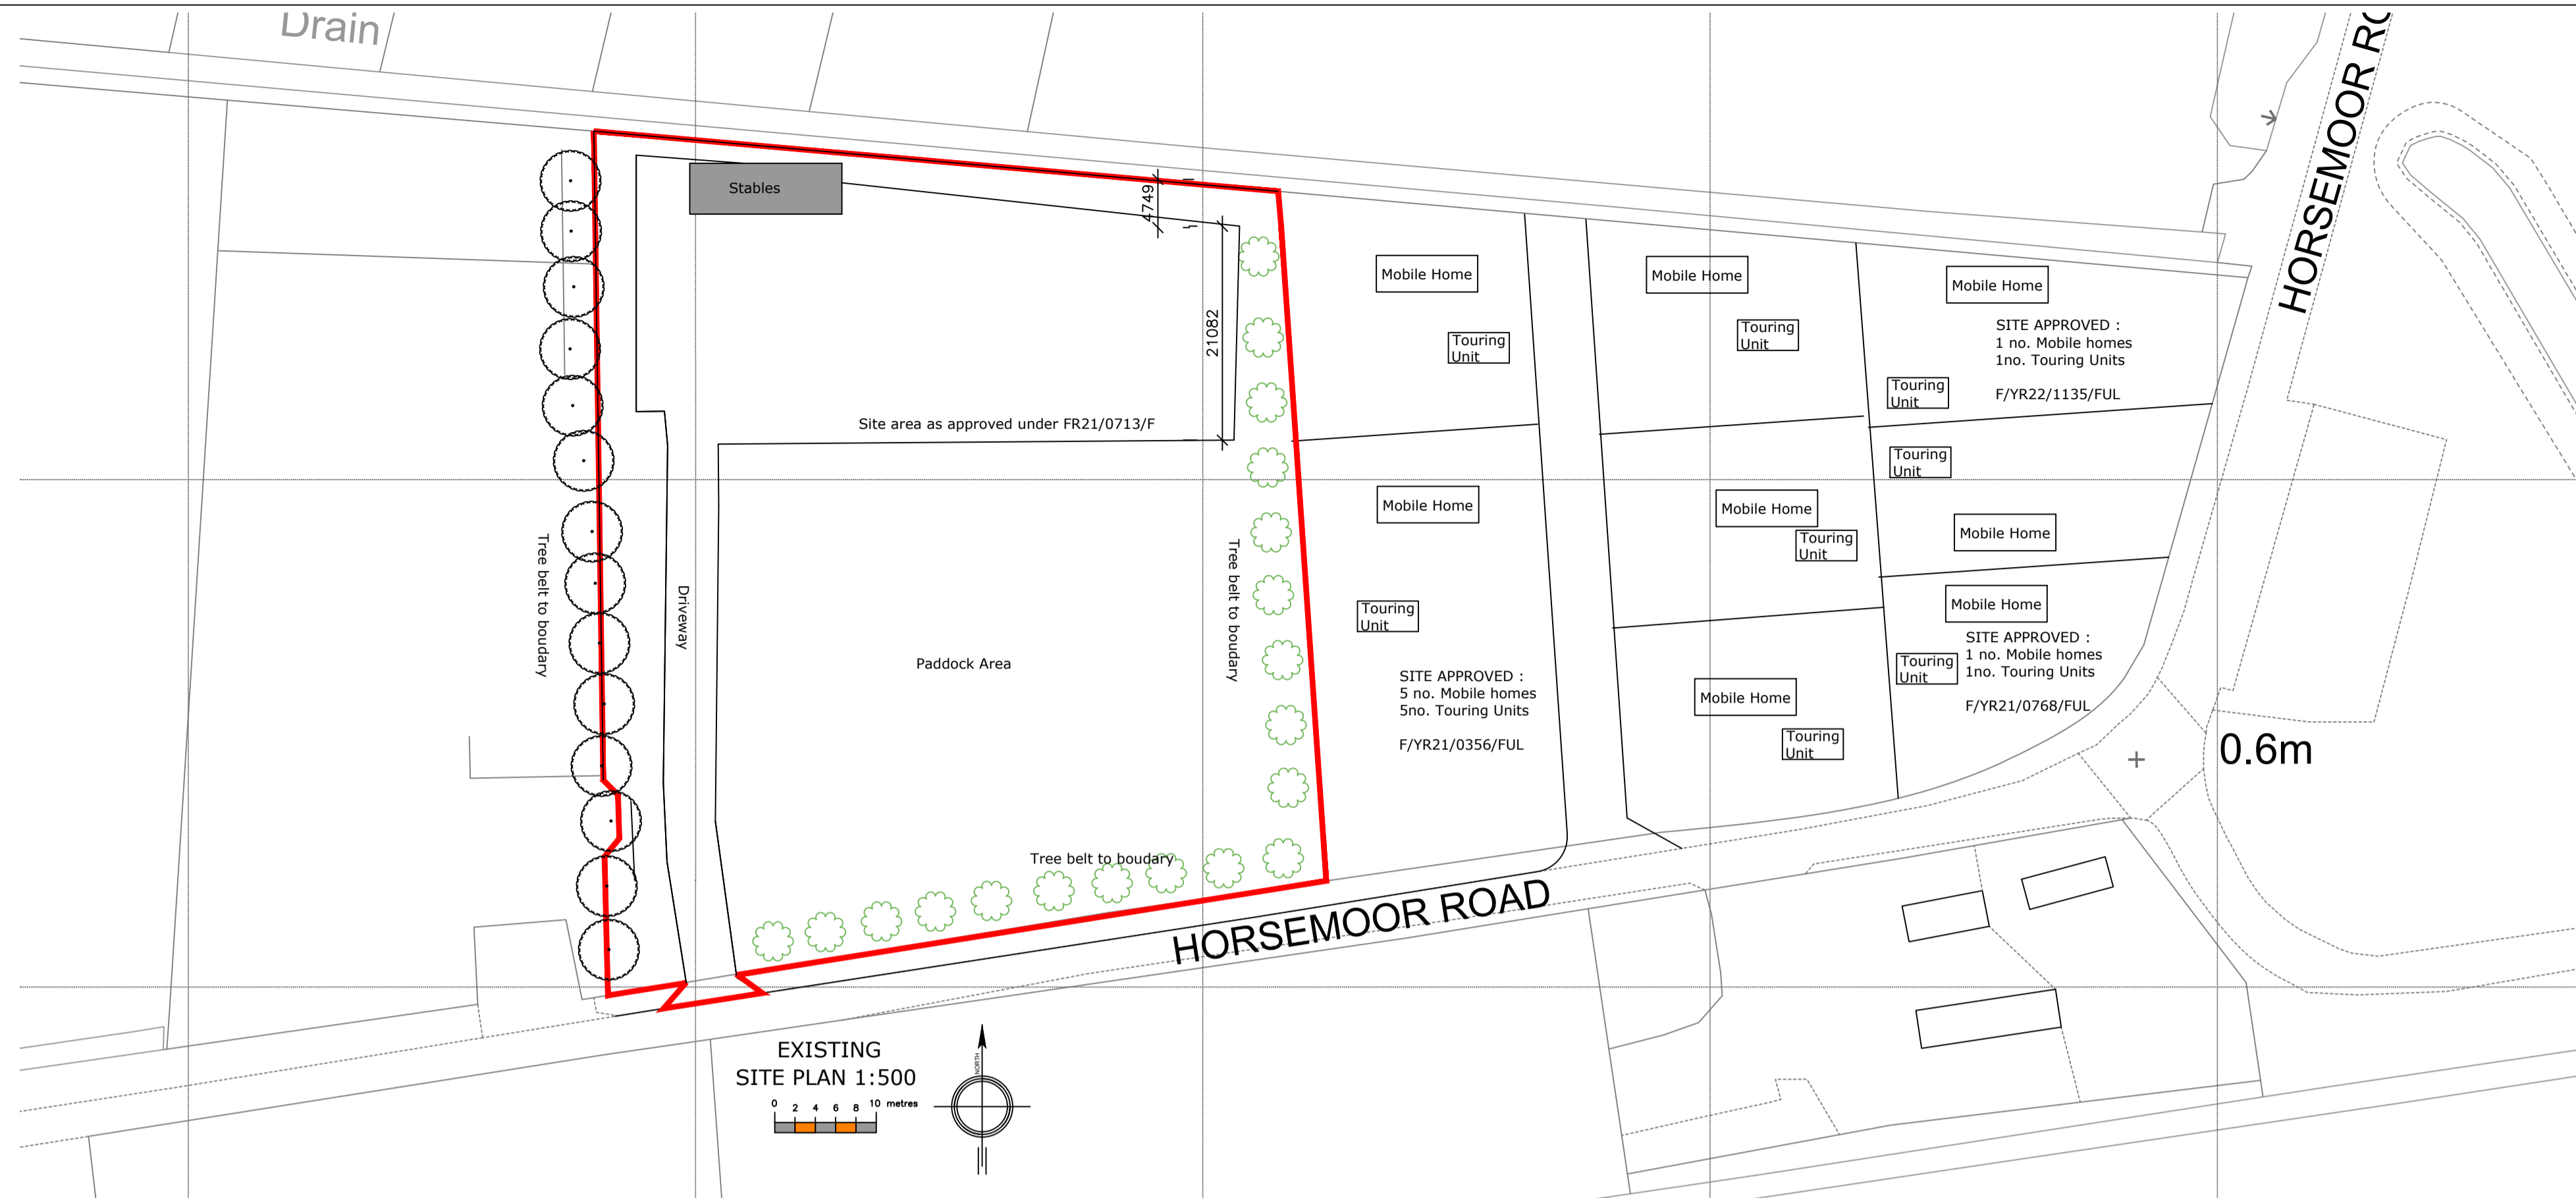 Drain
HORSEMOOR RO
Stables
4749
21082
Site area as approved under FR21/0713/F
Tree belt to boudary
Driveway
Paddock Area
Tree belt to boudary
Tree belt to boudary
Mobile Home
Touring
Unit
Mobile Home
Touring
Unit
SITE APPROVED :
5 no. Mobile homes
5no. Touring Units
F/YR21/0356/FUL
Mobile Home
Touring
Unit
Mobile Home
Touring
Unit
Mobile Home
Touring
Unit
Mobile Home
SITE APPROVED :
1 no. Mobile homes
1no. Touring Units
F/YR22/1135/FUL
Touring
Unit
Touring
Unit
Mobile Home
Mobile Home
SITE APPROVED :
1 no. Mobile homes
1no. Touring Units
F/YR21/0768/FUL
Touring
Unit
0.6m
HORSEMOOR ROAD
EXISTING
SITE PLAN 1:500
0 2 4 6 8 10 metres
NORTH